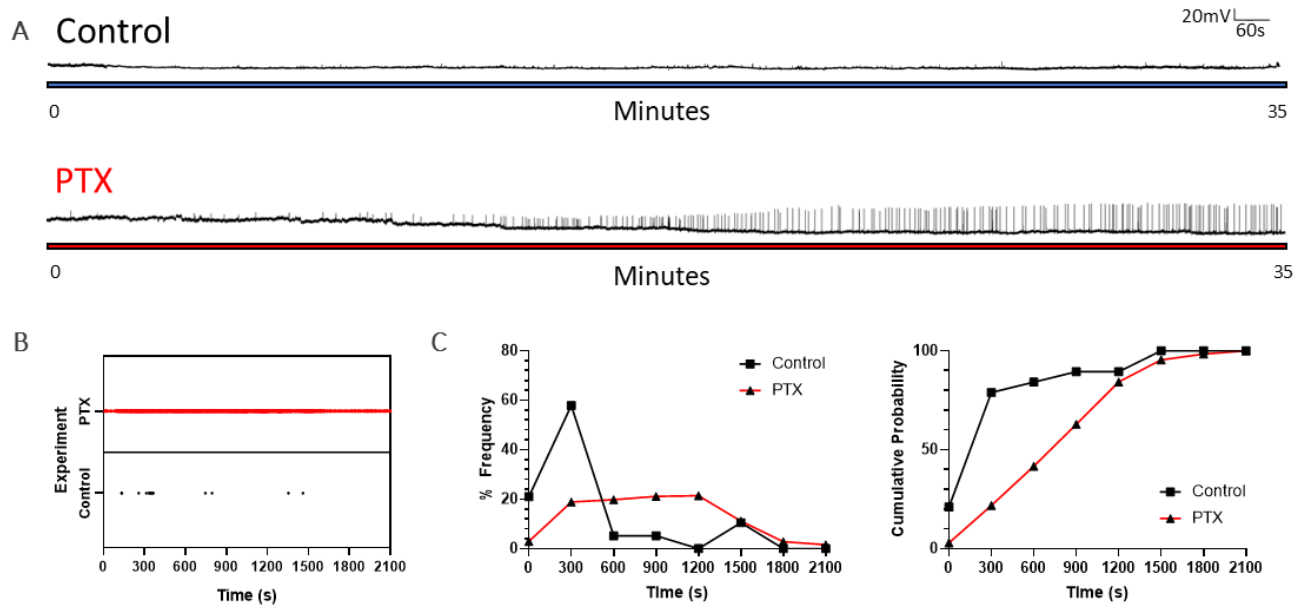 A Control
20mV
60s
0 Minutes 35
PTX
0 Minutes 35
B
Experiment
PTX
Control
0 300 600 900 1200 1500 1800 2100
Time (s)
C
% Frequency
80
60
40
20
0
Control
PTX
0 300 600 900 1200 1500 1800 2100
Time (s)
Cumulative Probability
100
50
0
Control
PTX
0 300 600 900 1200 1500 1800 2100
Time (s)